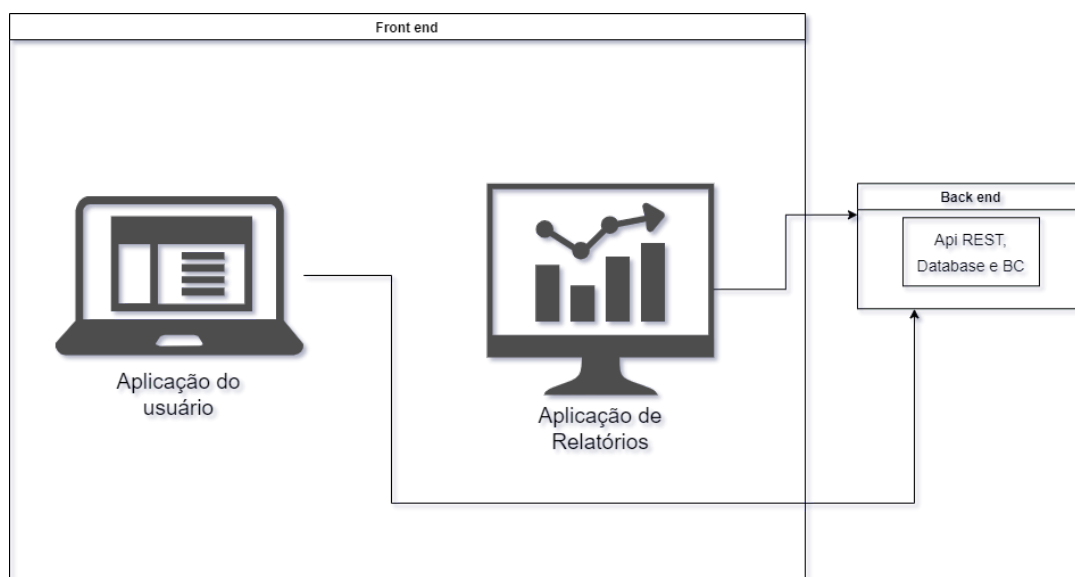 Front end
Back end
Api REST,
Database e BC
Aplicação do
usuário
Aplicação de
Relatórios